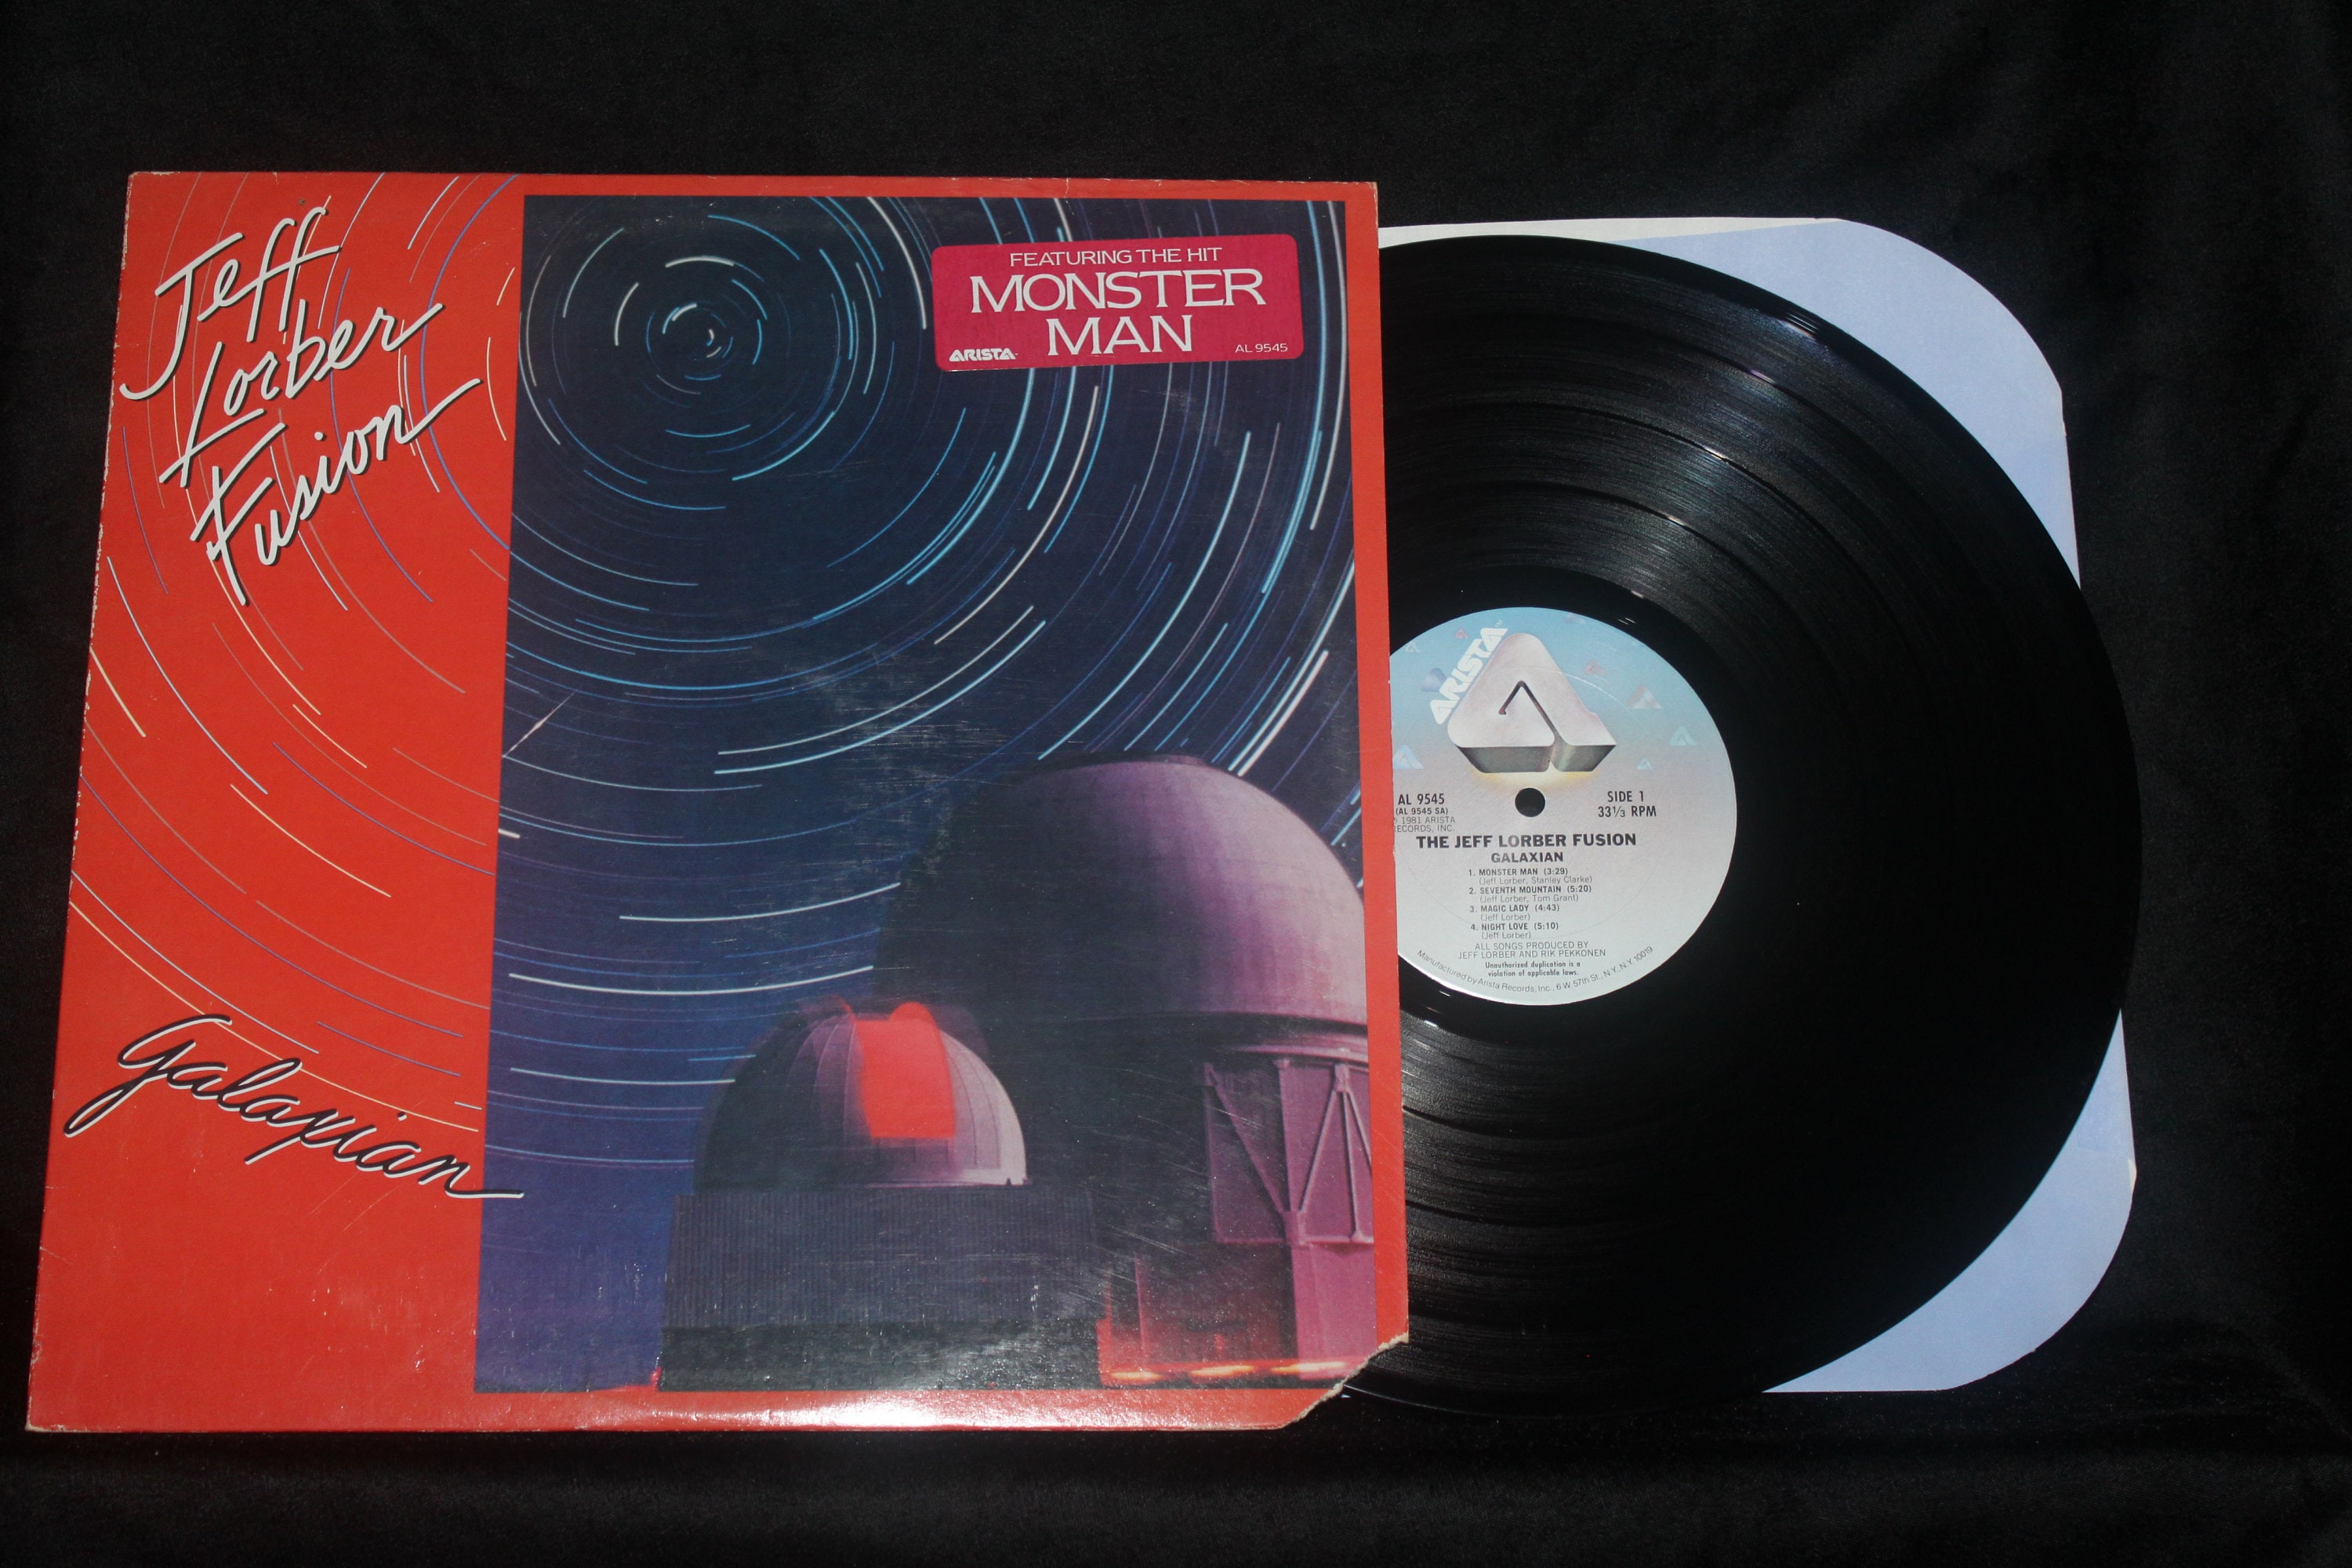 Jeff
Lorber
Fusion
Galaxian
FEATURING THE HIT
MONSTER
MAN
ARISTA
AL 9545
ARISTA
AL 9545
(AL 9545 SA)
1981 ARISTA
RECORDS, INC.
SIDE 1
33⅓ RPM
THE JEFF LORBER FUSION
GALAXIAN
1. MONSTER MAN (3:29)
(Jeff Lorber, Stanley Clarke)
2. SEVENTH MOUNTAIN (5:20)
(Jeff Lorber, Tom Grant)
3. MAGIC LADY (4:43)
(Jeff Lorber)
4. NIGHT LOVE (5:10)
(Jeff Lorber)
ALL SONGS PRODUCED BY
JEFF LORBER AND RIK PEKKONEN
Unauthorized duplication is a
violation of applicable laws.
Manufactured by Arista Records, Inc., 6 W. 57th St., N.Y., N.Y. 10019